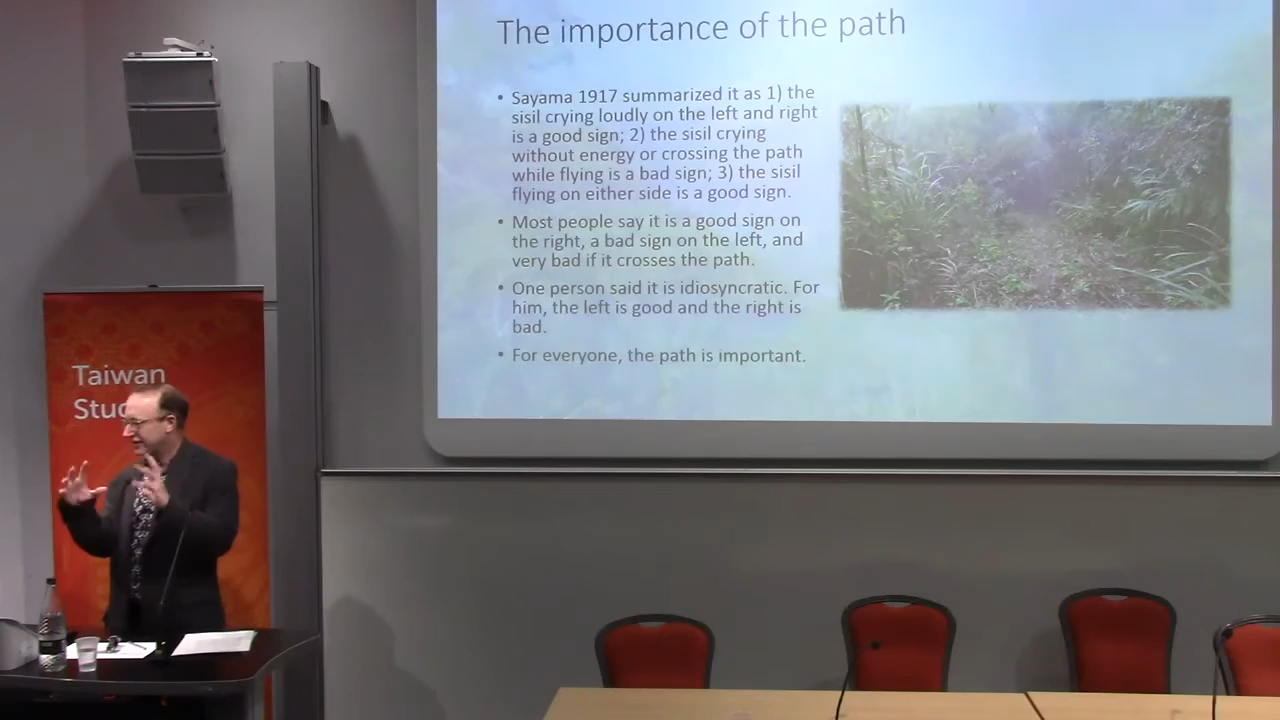 The importance of the path
• Sayama 1917 summarized it as 1) the
sisil crying loudly on the left and right
is a good sign; 2) the sisil crying
without energy or crossing the path
while flying is a bad sign; 3) the sisil
flying on either side is a good sign.
• Most people say it is a good sign on
the right, a bad sign on the left, and
very bad if it crosses the path.
• One person said it is idiosyncratic. For
him, the left is good and the right is
bad.
• For everyone, the path is important.
Taiwan
Stud